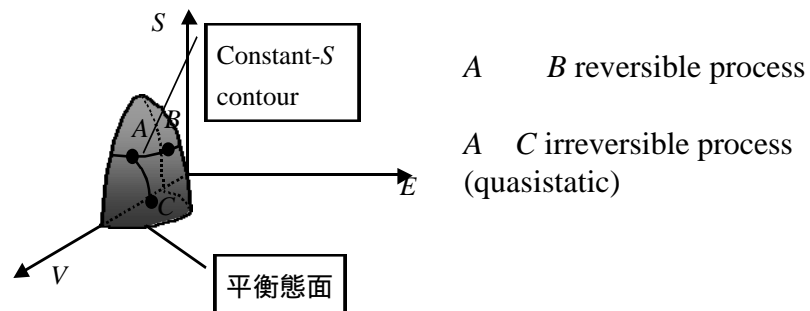 S
Constant-S
contour
A
B
C
E
V
平衡態面
A B reversible process
A C irreversible process
(quasistatic)